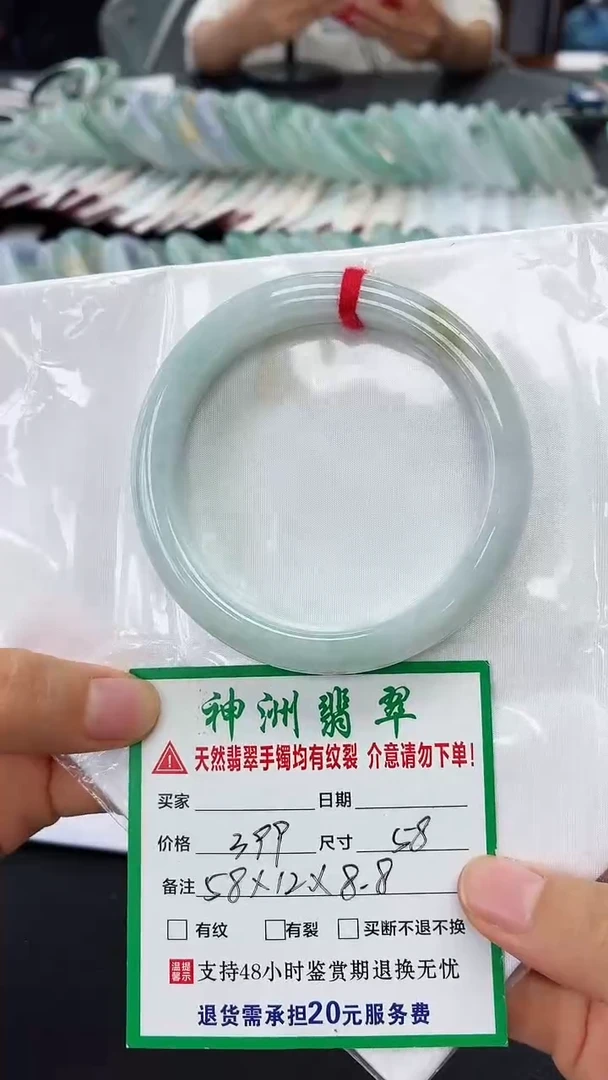 神洲翡翠
天然翡翠手镯均有纹裂 介意请勿下单!
买家 日期
价格 399 尺寸 58
备注 58×12×8.8
有纹 有裂 买断不退不换
温馨提示 支持48小时鉴赏期退换无忧
退货需承担20元服务费